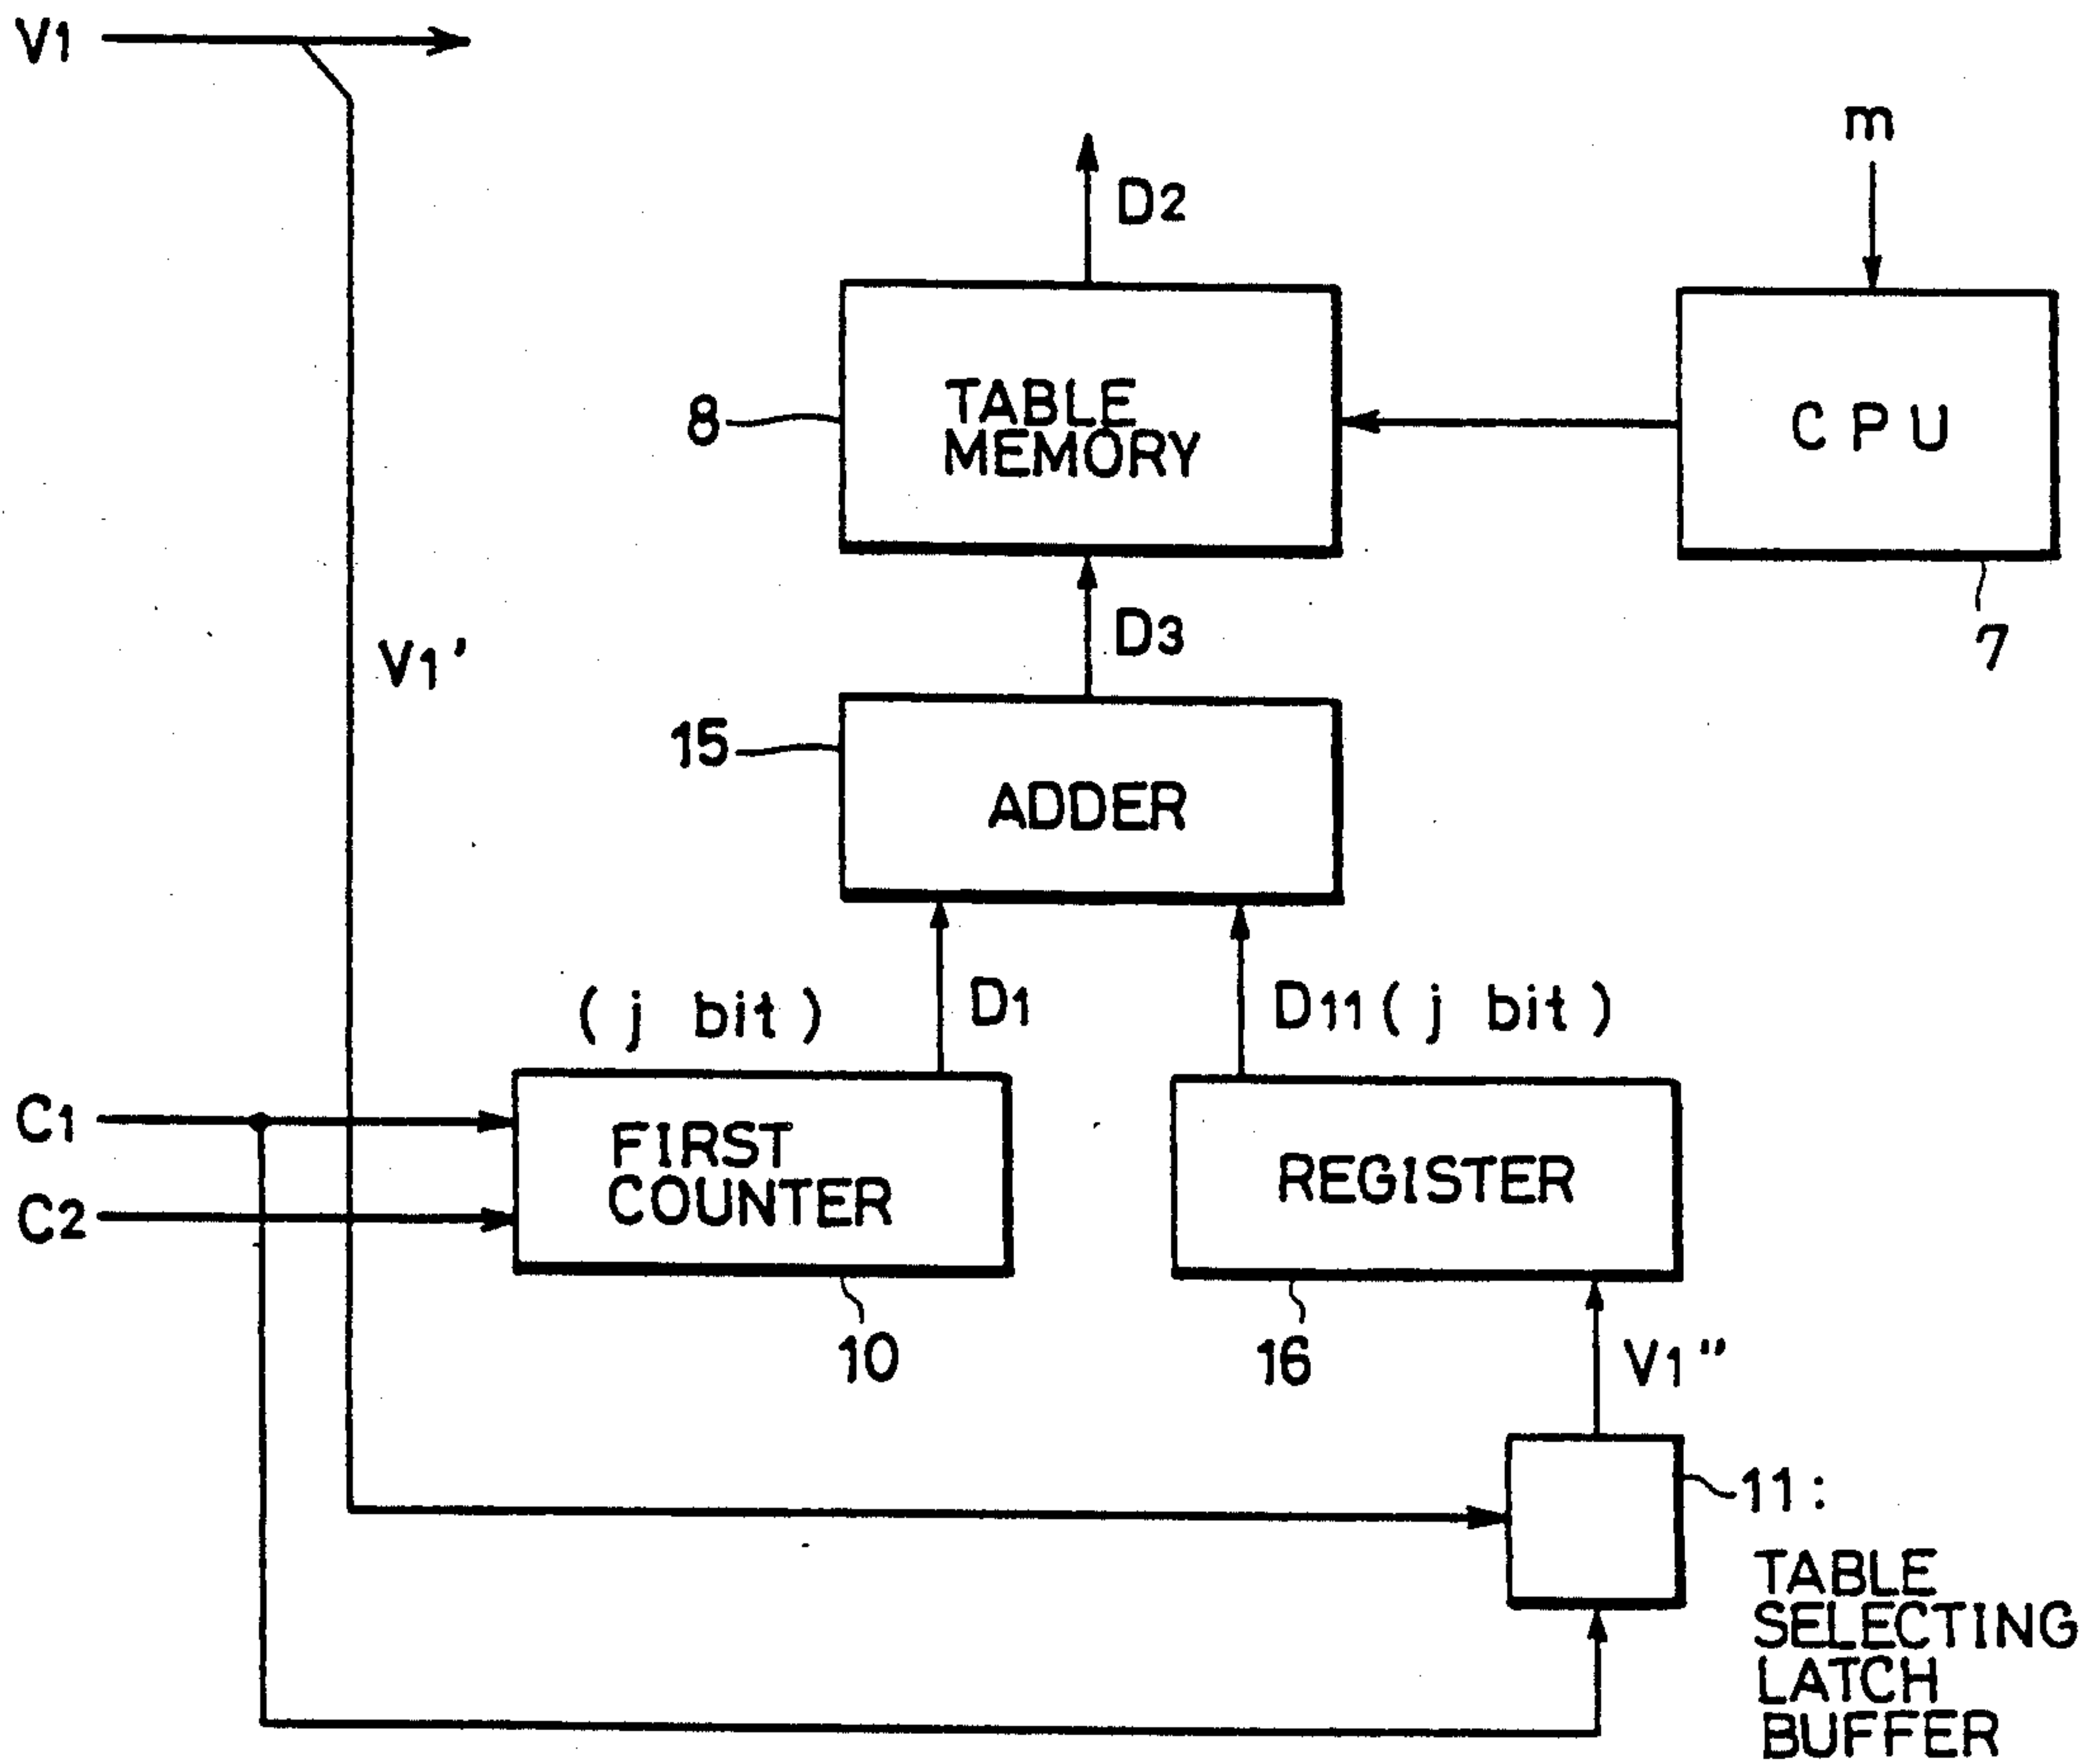 V1
m
D2
8
TABLE
MEMORY
C P U
7
D3
V1'
15
ADDER
(j bit)
D1
D11(j bit)
C1
C2
FIRST
COUNTER
REGISTER
10
16
V1"
11:
TABLE
SELECTING
LATCH
BUFFER